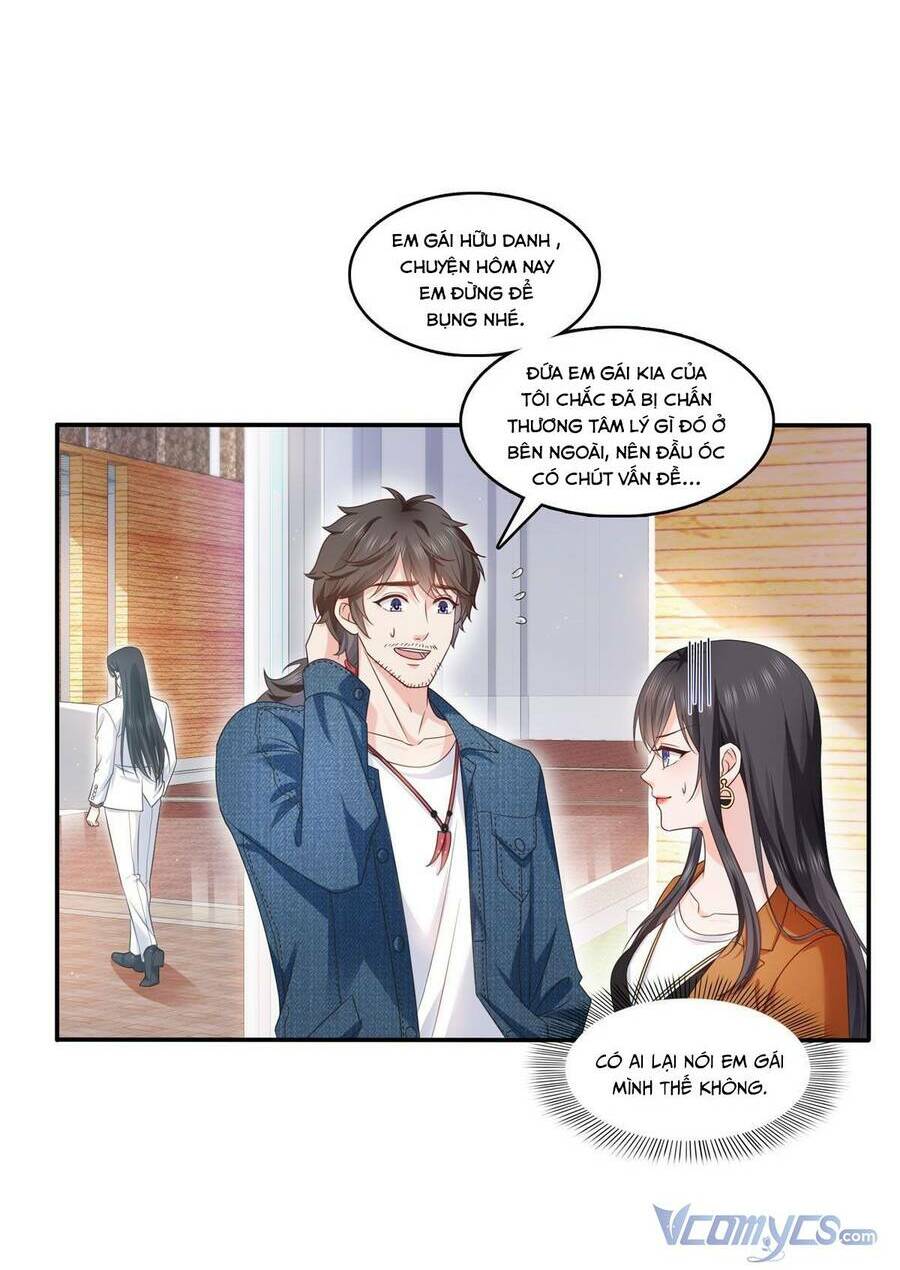 EM GÁI HỮU DANH ,
CHUYỆN HÔM NAY
EM ĐỪNG ĐỂ
BỤNG NHÉ.
ĐỨA EM GÁI KIA CỦA
TÔI CHẮC ĐÃ BỊ CHẤN
THƯƠNG TÂM LÝ GÌ ĐÓ Ở
BÊN NGOÀI, NÊN ĐẦU ÓC
CÓ CHÚT VẤN ĐỀ...
CÓ AI LẠI NÓI EM GÁI
MÌNH THẾ KHÔNG.
VCOMYCS.com